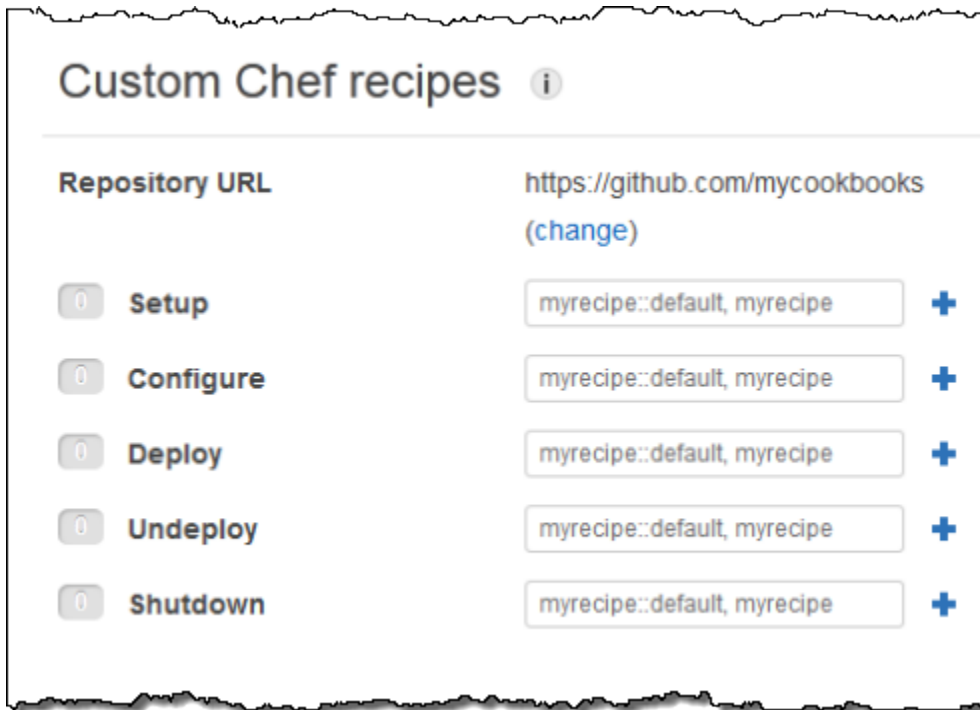 Custom Chef recipes i
Repository URL https://github.com/mycookbooks
(change)
0 Setup myrecipe::default, myrecipe
0 Configure myrecipe::default, myrecipe
0 Deploy myrecipe::default, myrecipe
0 Undeploy myrecipe::default, myrecipe
0 Shutdown myrecipe::default, myrecipe